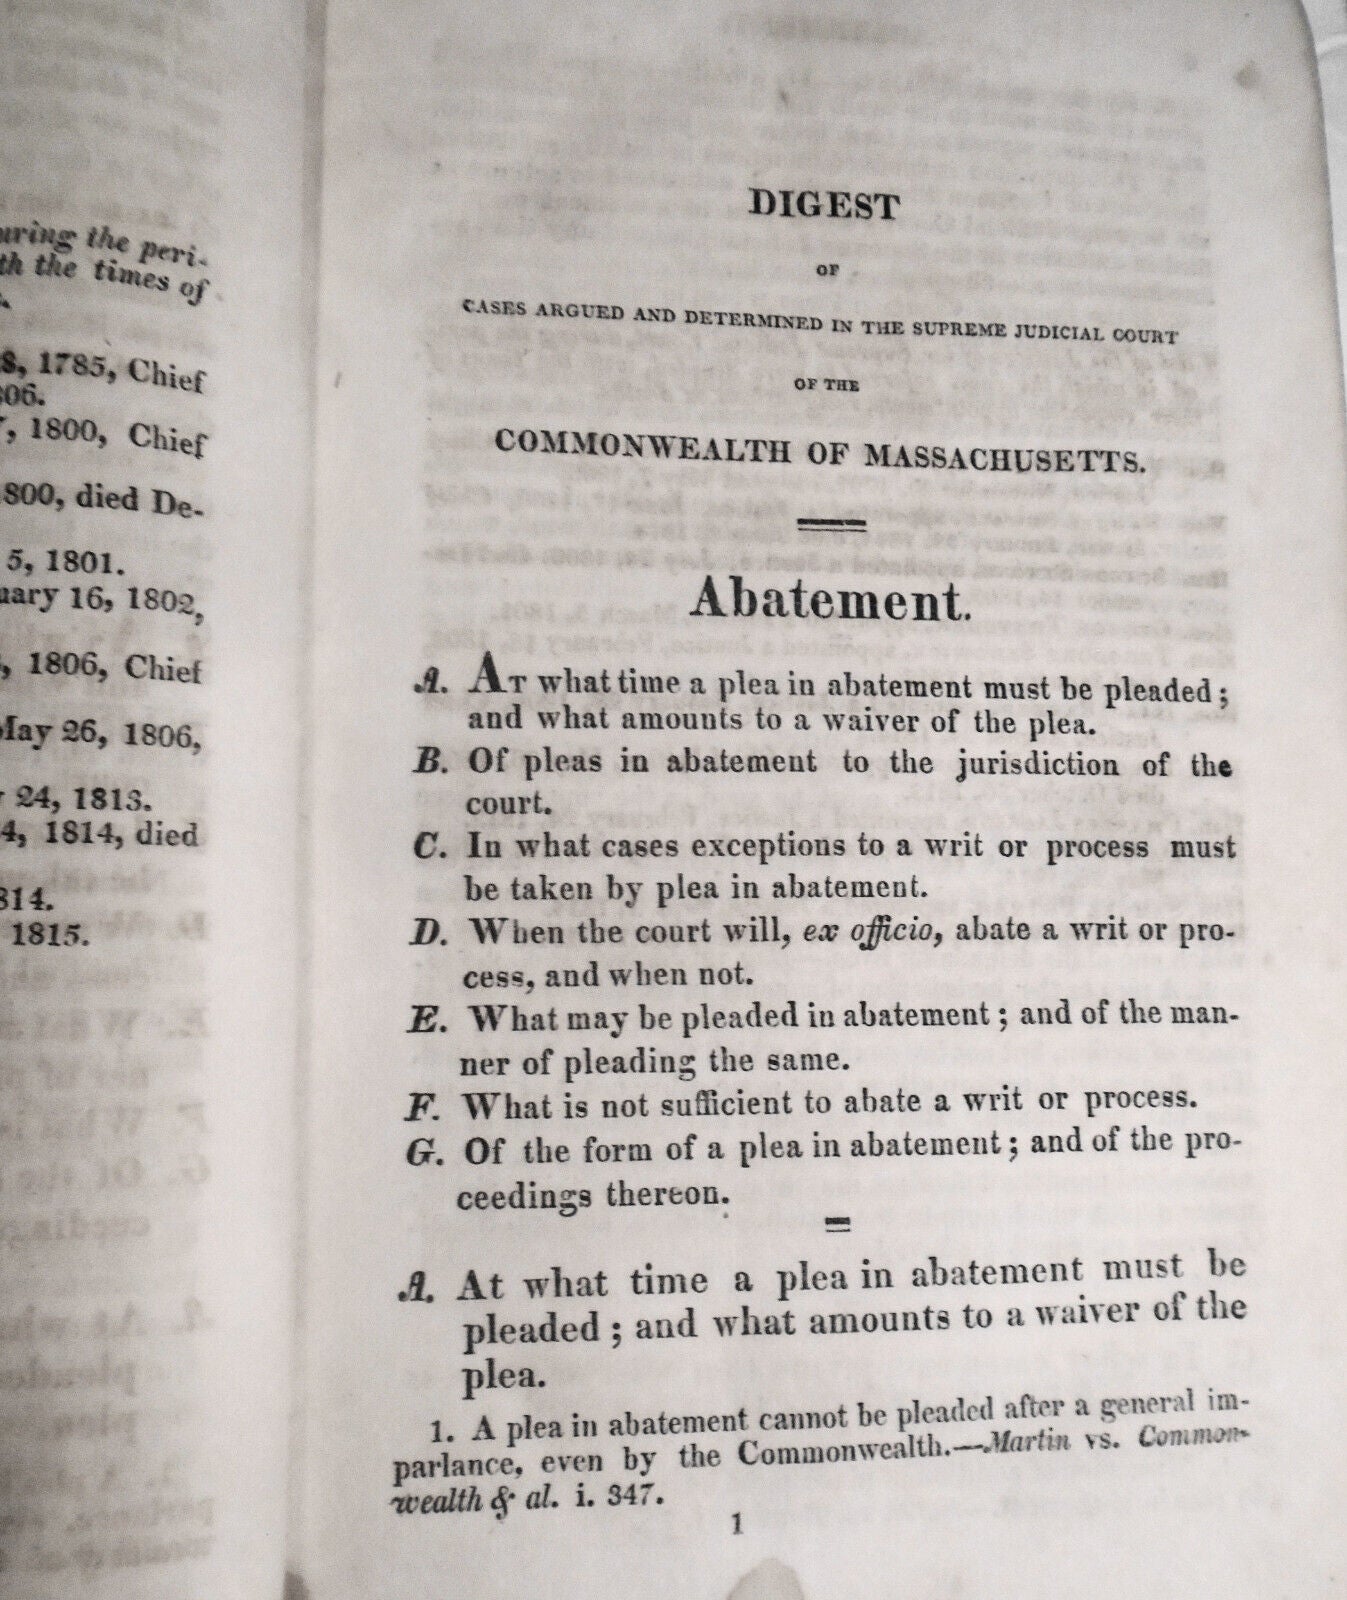 uring the peri-
th the times of
s, 1785, Chief
806.
, 1800, Chief
1800, died De-
5, 1801.
uary 16, 1802,
, 1806, Chief
May 26, 1806,
24, 1813.
4, 1814, died
814.
1815.
DIGEST
OF
CASES ARGUED AND DETERMINED IN THE SUPREME JUDICIAL COURT
OF THE
COMMONWEALTH OF MASSACHUSETTS.
Abatement.
A. AT what time a plea in abatement must be pleaded;
and what amounts to a waiver of the plea.
B. Of pleas in abatement to the jurisdiction of the
court.
C. In what cases exceptions to a writ or process must
be taken by plea in abatement.
D. When the court will, ex officio, abate a writ or pro-
cess, and when not.
E. What may be pleaded in abatement; and of the man-
ner of pleading the same.
F. What is not sufficient to abate a writ or process.
G. Of the form of a plea in abatement; and of the pro-
ceedings thereon.
A. At what time a plea in abatement must be
pleaded; and what amounts to a waiver of the
plea.
1. A plea in abatement cannot be pleaded after a general im-
parlance, even by the Commonwealth.—Martin vs. Common-
wealth & al. i. 347.
1